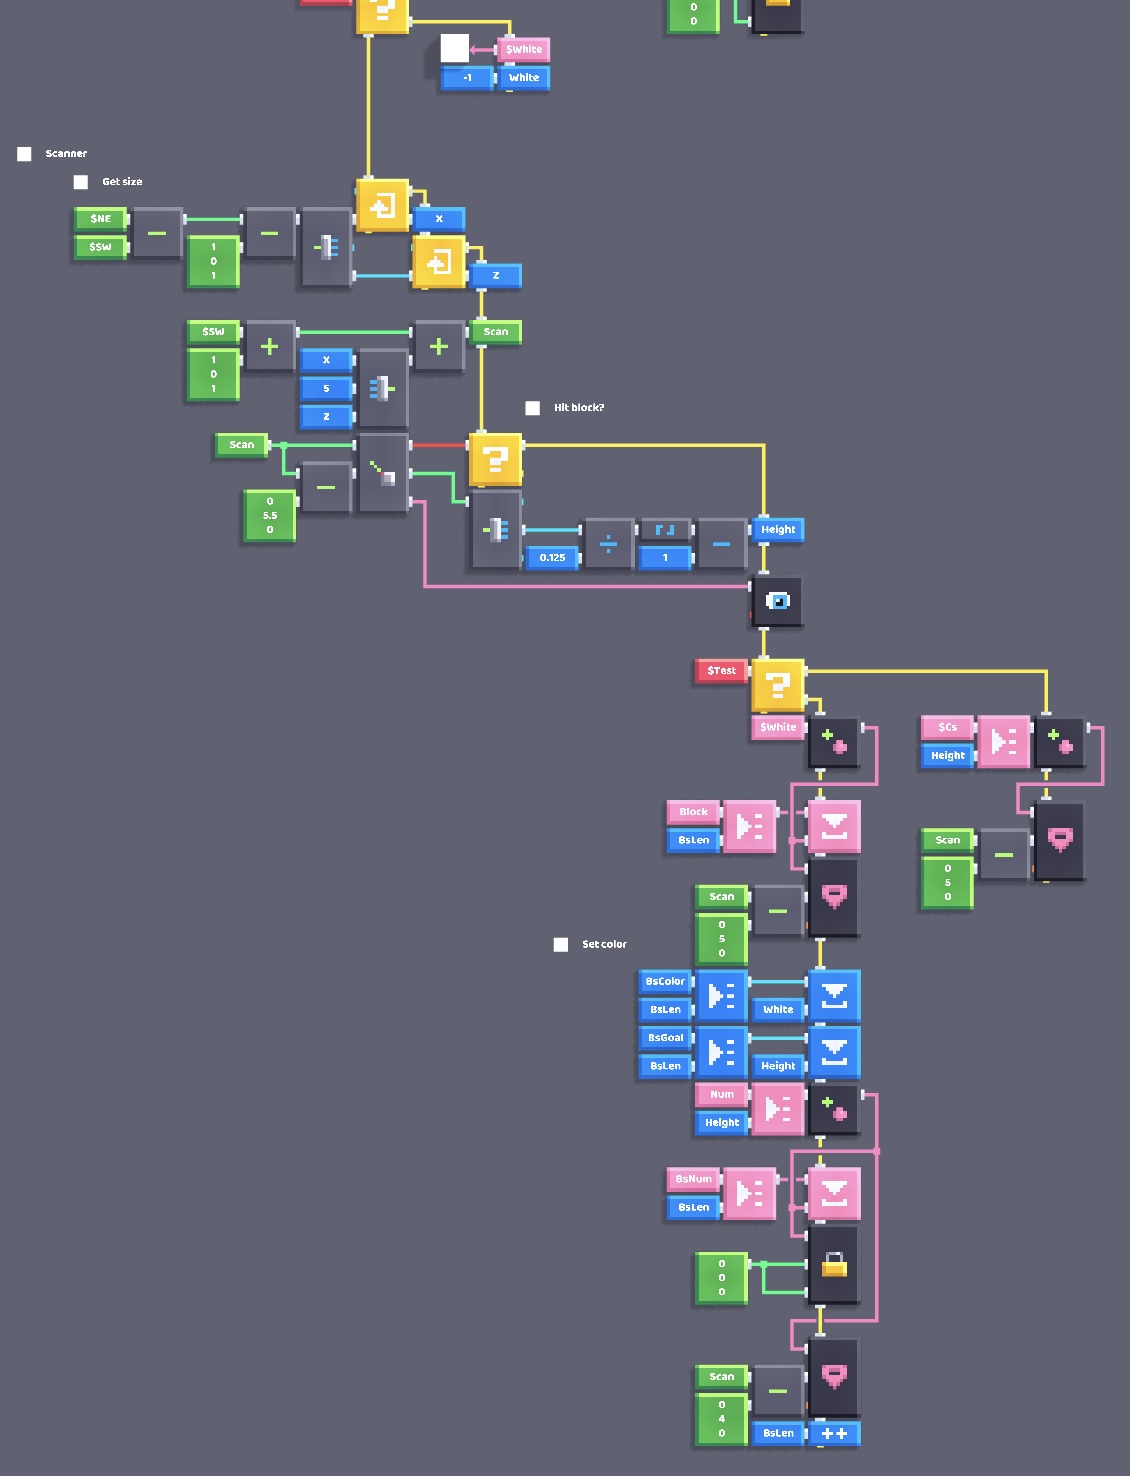 0
0
$White
-1
White
Scanner
Get size
$NE
$SW
1
0
1
X
Z
$SW
1
0
1
X
5
Z
Scan
Hit block?
Scan
0
5.5
0
0.125
1
Height
$Test
$White
$Cs
Height
Block
BsLen
Scan
0
5
0
Scan
0
5
0
Set color
BsColor
BsLen
White
BsGoal
BsLen
Height
Num
Height
BsNum
BsLen
0
0
0
Scan
0
4
0
BsLen